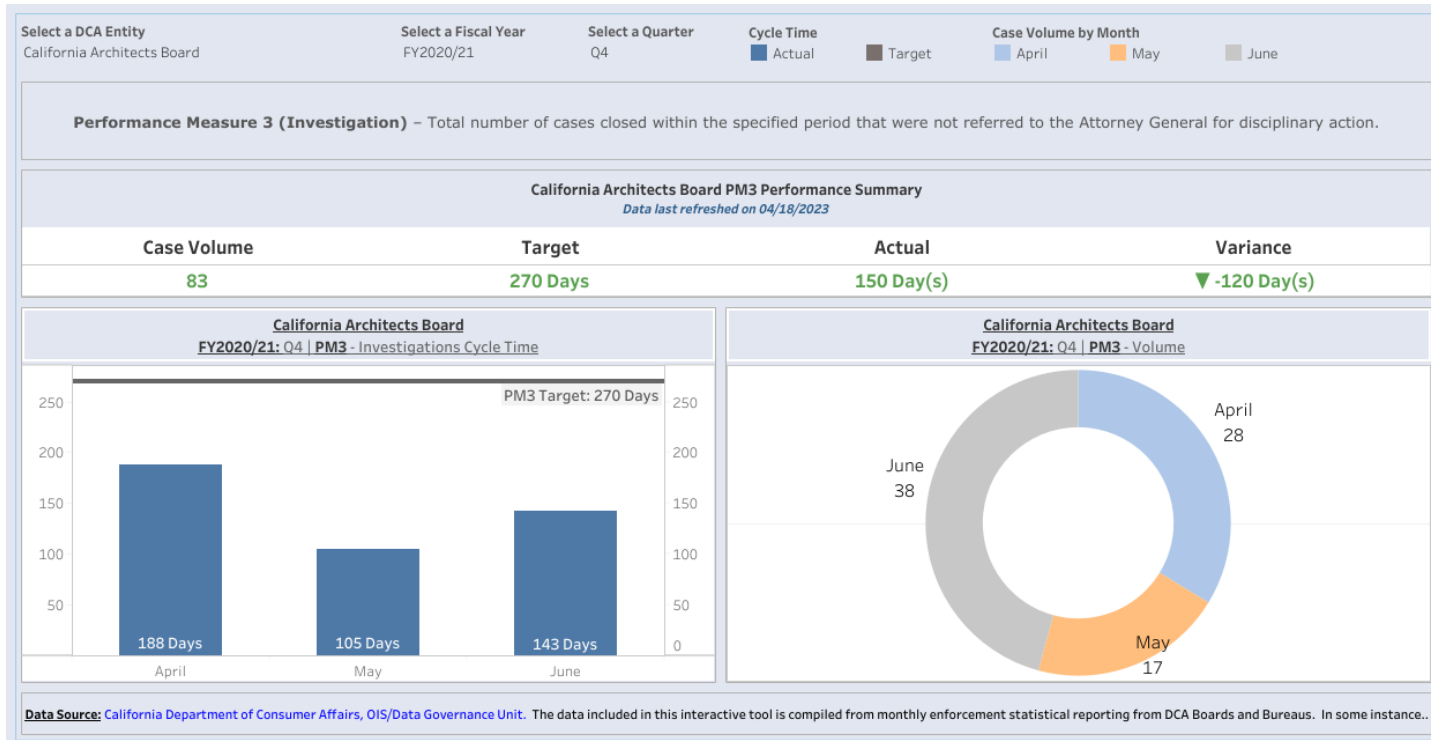 Select a DCA Entity
Select a Fiscal Year
Select a Quarter
Cycle Time
Case Volume by Month
California Architects Board
FY2020/21
Q4
Actual
Target
April
May
June
Performance Measure 3 (Investigation) – Total number of cases closed within the specified period that were not referred to the Attorney General for disciplinary action.
California Architects Board PM3 Performance Summary
Data last refreshed on 04/18/2023
Case Volume
Target
Actual
Variance
83
270 Days
150 Day(s)
▼ -120 Day(s)
California Architects Board
FY2020/21: Q4 | PM3 - Investigations Cycle Time
PM3 Target: 270 Days
250
200
150
100
50
250
200
150
100
50
0
188 Days
105 Days
143 Days
April
May
June
California Architects Board
FY2020/21: Q4 | PM3 - Volume
April
28
June
38
May
17
Data Source: California Department of Consumer Affairs, OIS/Data Governance Unit. The data included in this interactive tool is compiled from monthly enforcement statistical reporting from DCA Boards and Bureaus. In some instance..